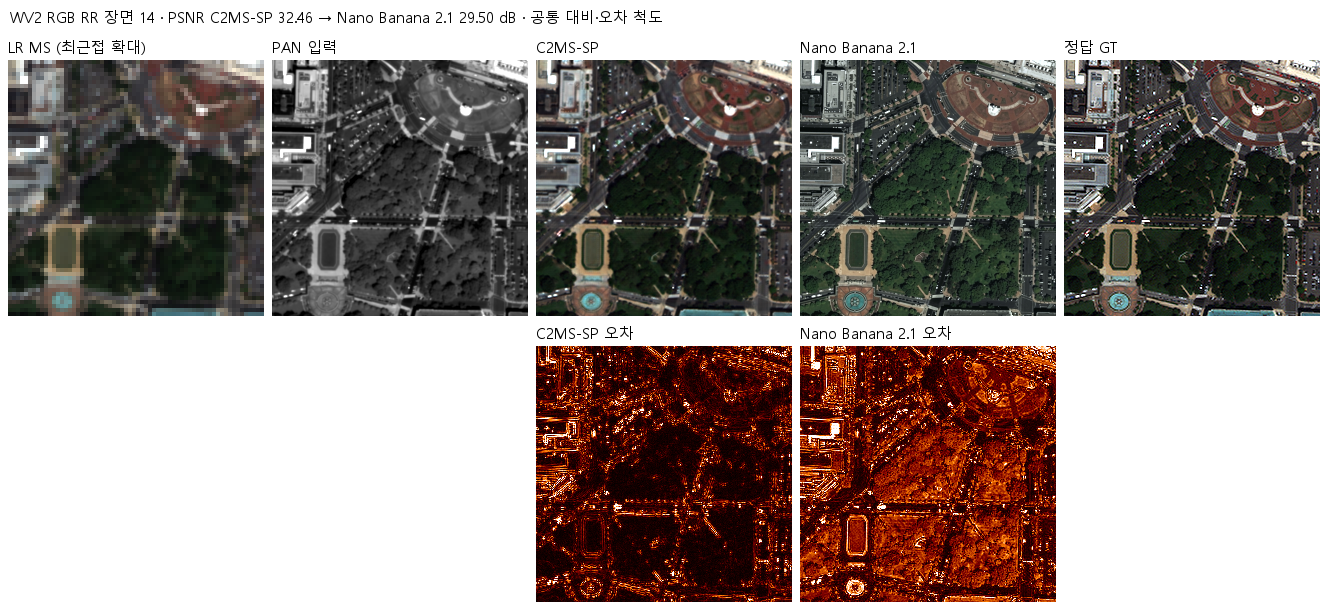 WV2 RGB RR 장면 14 · PSNR C2MS-SP 32.46 → Nano Banana 2.1 29.50 dB · 공통 대비·오차 척도
LR MS (최근접 확대)
PAN 입력
C2MS-SP
Nano Banana 2.1
정답 GT
C2MS-SP 오차
Nano Banana 2.1 오차